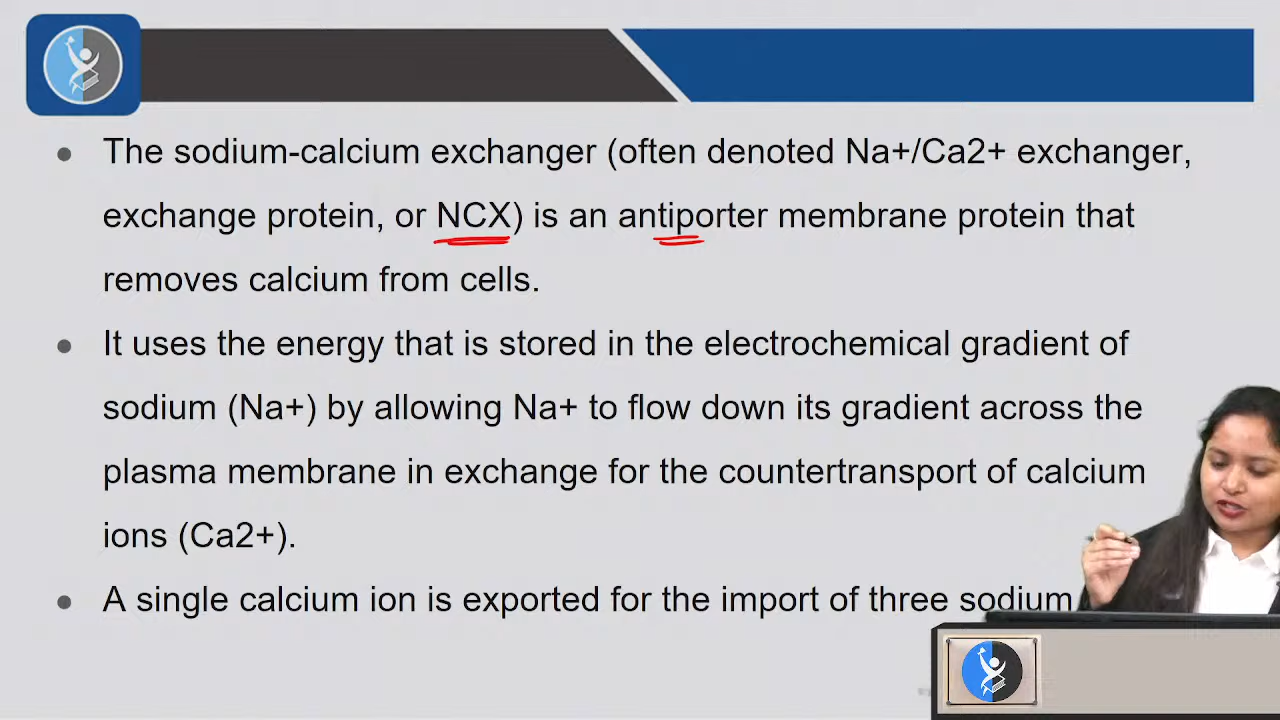 The sodium-calcium exchanger (often denoted Na+/Ca2+ exchanger,
exchange protein, or NCX) is an antiporter membrane protein that
removes calcium from cells.
It uses the energy that is stored in the electrochemical gradient of
sodium (Na+) by allowing Na+ to flow down its gradient across the
plasma membrane in exchange for the countertransport of calcium
ions (Ca2+).
A single calcium ion is exported for the import of three sodium